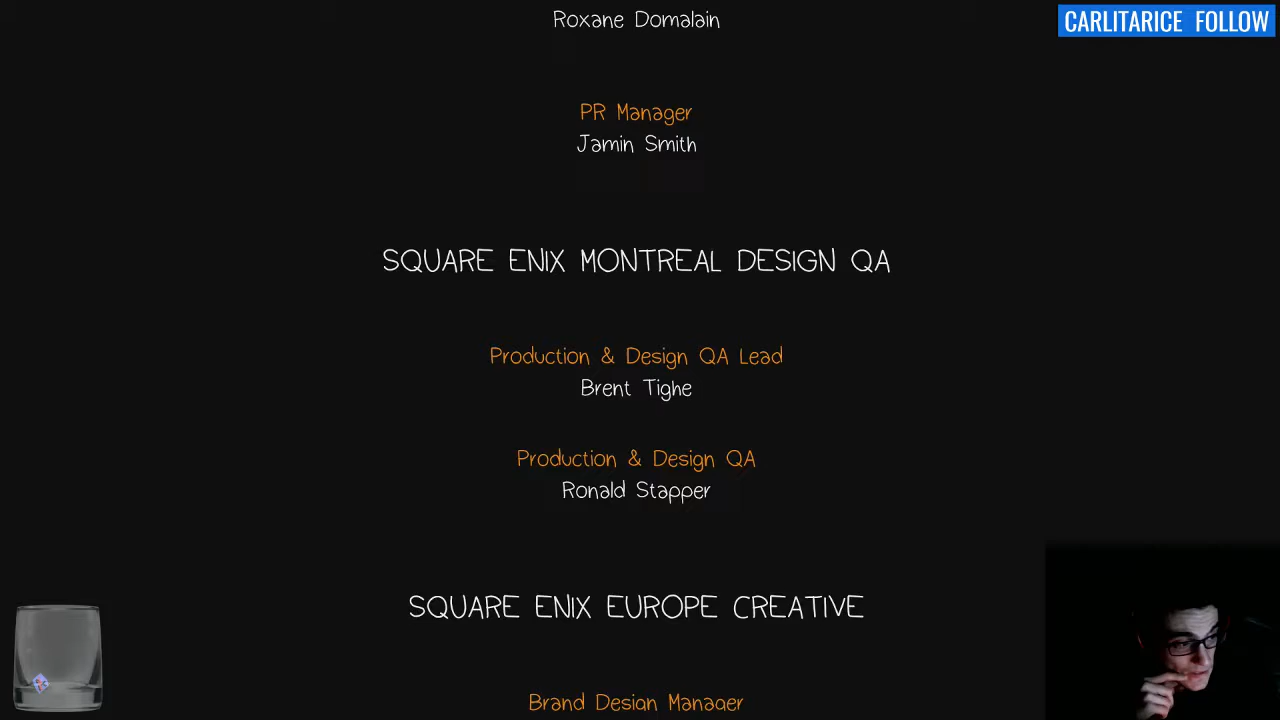 Roxane Domalain
CARLITARICE FOLLOW
PR Manager
Jamin Smith
SQUARE ENIX MONTREAL DESIGN QA
Production & Design QA Lead
Brent Tighe
Production & Design QA
Ronald Stapper
SQUARE ENIX EUROPE CREATIVE
Brand Design Manager